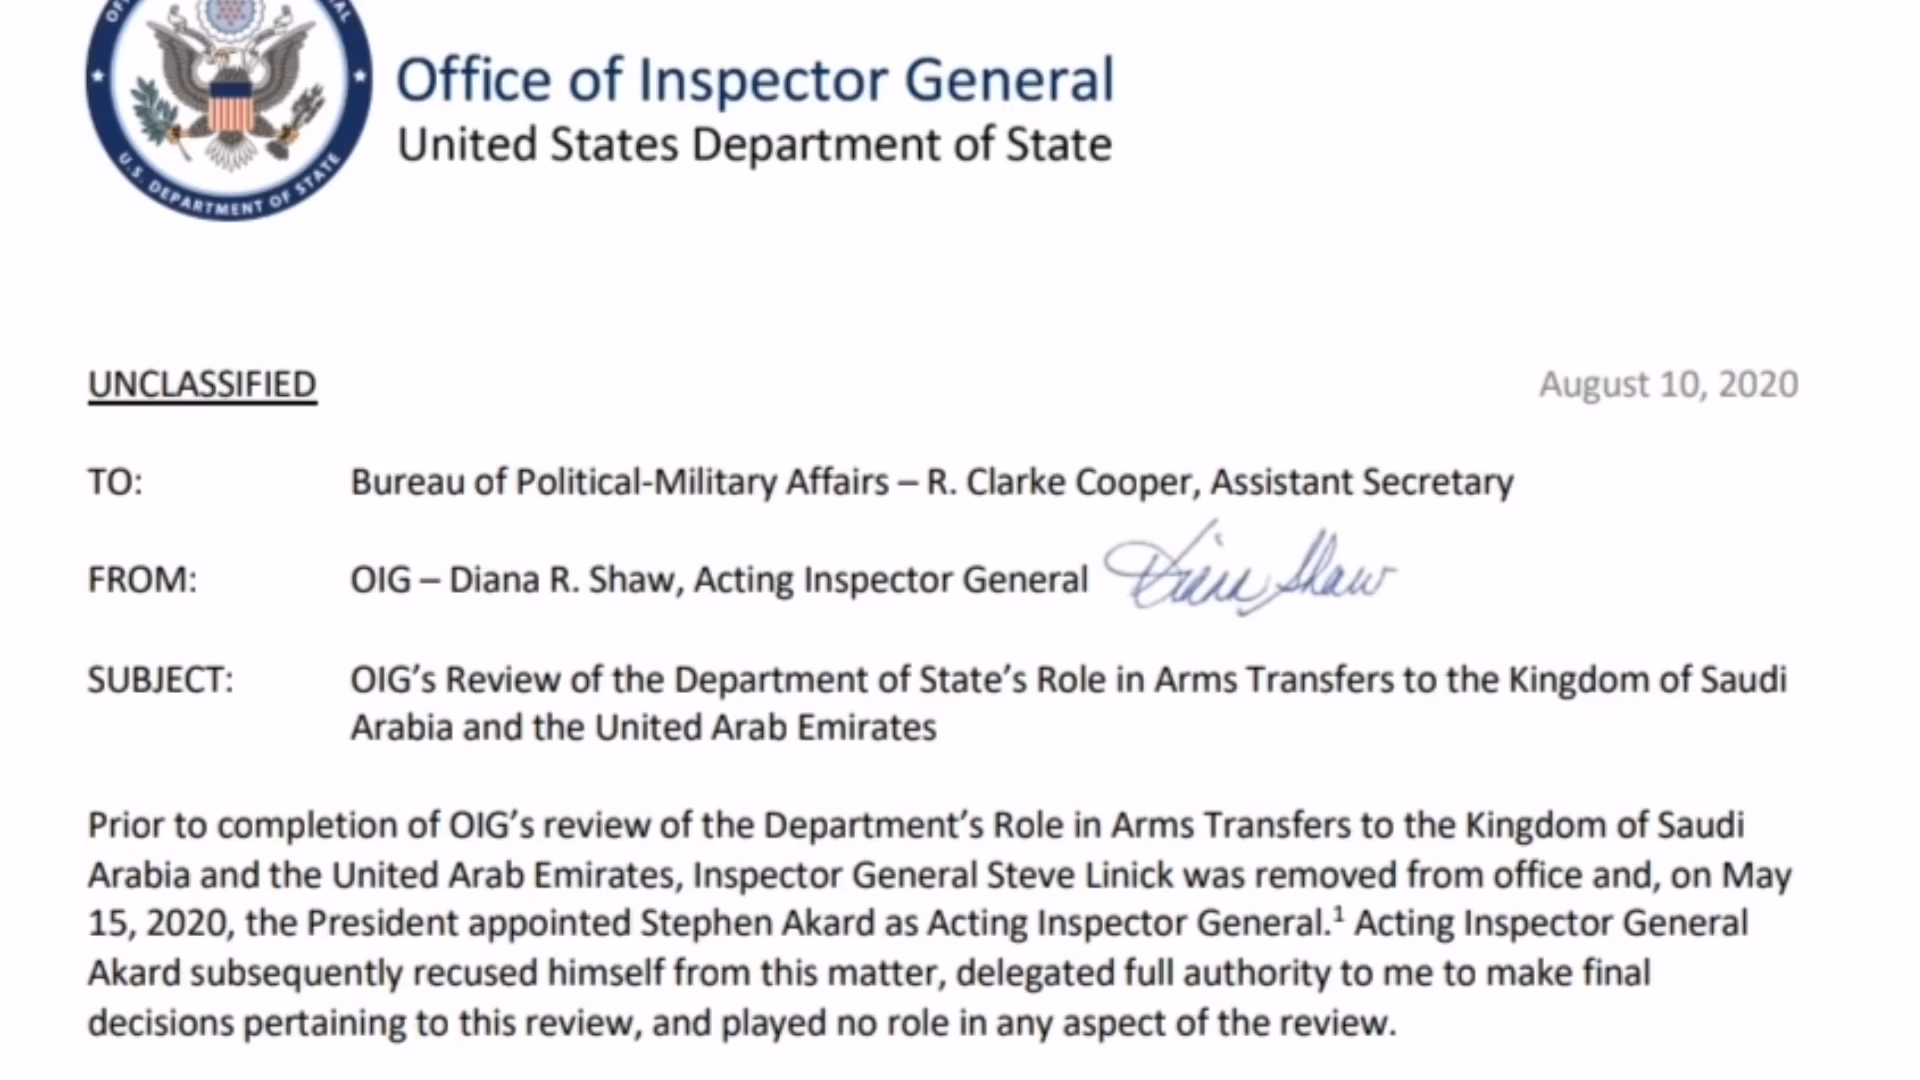 Office of Inspector General
United States Department of State
U.S. DEPARTMENT OF STATE
UNCLASSIFIED
August 10, 2020
TO: Bureau of Political-Military Affairs – R. Clarke Cooper, Assistant Secretary
FROM: OIG – Diana R. Shaw, Acting Inspector General Diana Shaw
SUBJECT: OIG’s Review of the Department of State’s Role in Arms Transfers to the Kingdom of Saudi
Arabia and the United Arab Emirates
Prior to completion of OIG’s review of the Department’s Role in Arms Transfers to the Kingdom of Saudi
Arabia and the United Arab Emirates, Inspector General Steve Linick was removed from office and, on May
15, 2020, the President appointed Stephen Akard as Acting Inspector General.¹ Acting Inspector General
Akard subsequently recused himself from this matter, delegated full authority to me to make final
decisions pertaining to this review, and played no role in any aspect of the review.